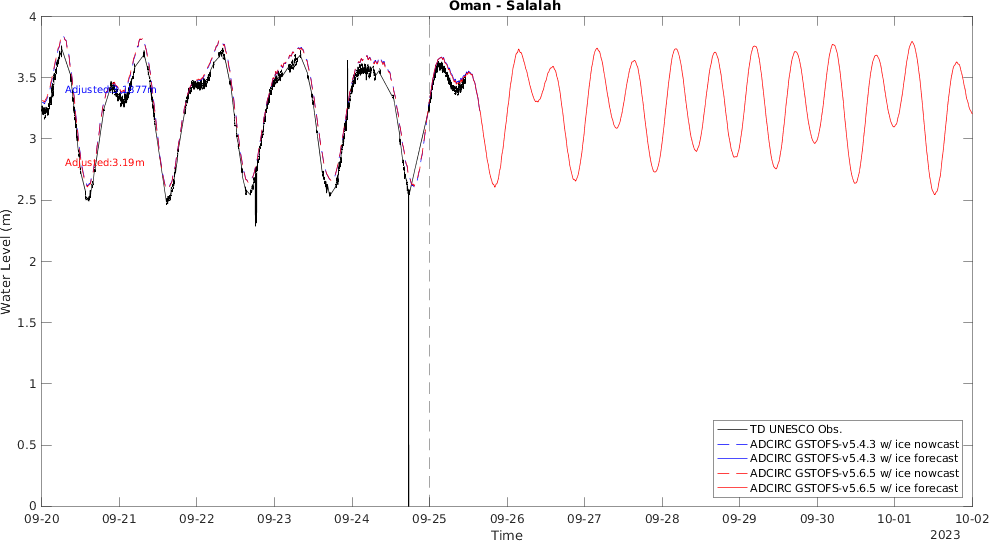 Oman - Salalah
4
3.5
3
2.5
2
1.5
1
0.5
0
Water Level (m)
Adjusted:3.19m
09-20 09-21 09-22 09-23 09-24 09-25 09-26 09-27 09-28 09-29 09-30 10-01 10-02
Time
2023
TD UNESCO Obs.
ADCIRC GSTOFS-v5.4.3 w/ ice nowcast
ADCIRC GSTOFS-v5.4.3 w/ ice forecast
ADCIRC GSTOFS-v5.6.5 w/ ice nowcast
ADCIRC GSTOFS-v5.6.5 w/ ice forecast